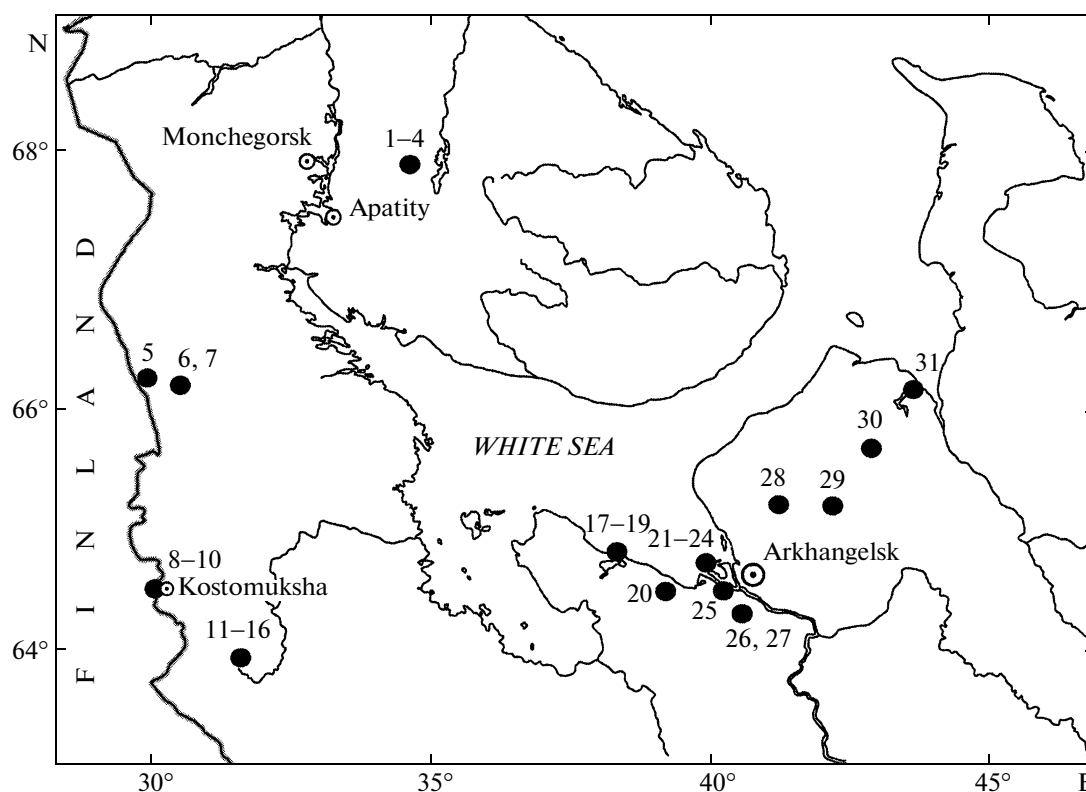 N
Monchegorsk
1–4
68°
Apatity
FINLAND
5
6, 7
31
66°
30
WHITE SEA
28
29
17–19
21–24
Arkhangelsk
8–10
Kostomuksha
20
25
11–16
26, 27
64°
30°
35°
40°
45°
E